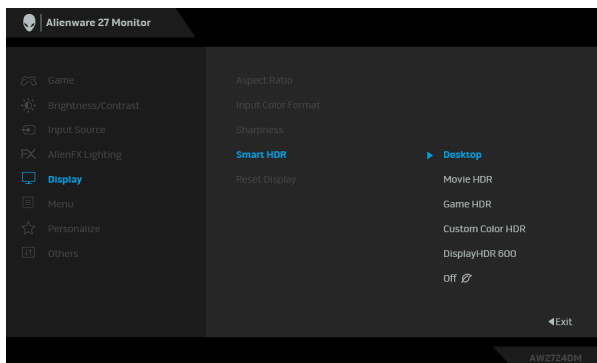 Alienware 27 Monitor
Game
Brightness/Contrast
Input Source
AlienFX Lighting
Display
Menu
Personalize
Others
Aspect Ratio
Input Color Format
Sharpness
Smart HDR
Reset Display
Desktop
Movie HDR
Game HDR
Custom Color HDR
DisplayHDR 600
Off
Exit
AW2724DM